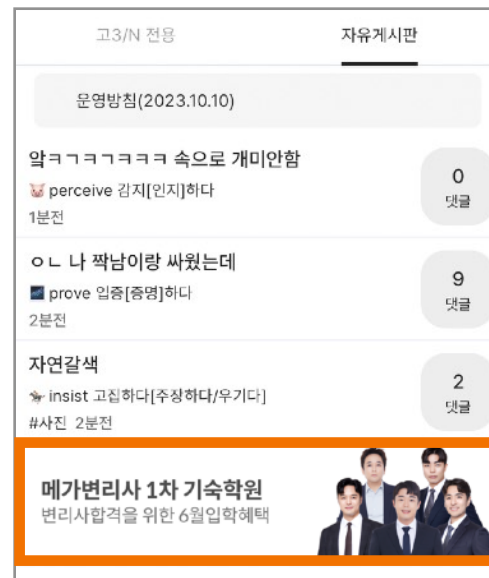 고3/N 전용
자유게시판
운영방침(2023.10.10)
앜ㅋㄱㅋㄱㅋㅋㅋ 속으로 개미안함
perceive 감지[인지]하다
1분전
0
댓글
ㅇㄴ 나 짝남이랑 싸웠는데
prove 입증[증명]하다
2분전
9
댓글
자연갈색
insist 고집하다[주장하다/우기다]
#사진 2분전
2
댓글
메가변리사 1차 기숙학원
변리사합격을 위한 6월입학혜택